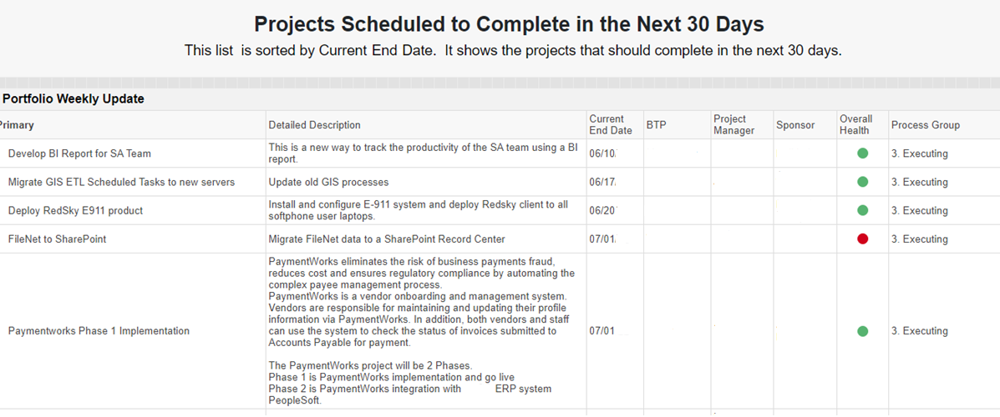 Projects Scheduled to Complete in the Next 30 Days
This list is sorted by Current End Date. It shows the projects that should complete in the next 30 days.
Portfolio Weekly Update
Primary
Detailed Description
Current
End Date
BTP
Project
Manager
Sponsor
Overall
Health
Process Group
Develop BI Report for SA Team
This is a new way to track the productivity of the SA team using a BI
report.
06/10/
3. Executing
Migrate GIS ETL Scheduled Tasks to new servers
Update old GIS processes
06/17/
3. Executing
Deploy RedSky E911 product
Install and configure E-911 system and deploy Redsky client to all
softphone user laptops.
06/20
3. Executing
FileNet to SharePoint
Migrate FileNet data to a SharePoint Record Center
07/01/
3. Executing
Paymentworks Phase 1 Implementation
PaymentWorks eliminates the risk of business payments fraud,
reduces cost and ensures regulatory compliance by automating the
complex payee management process.
PaymentWorks is a vendor onboarding and management system.
Vendors are responsible for maintaining and updating their profile
information via PaymentWorks. In addition, both vendors and staff
can use the system to check the status of invoices submitted to
Accounts Payable for payment.
The PaymentWorks project will be 2 Phases.
Phase 1 is PaymentWorks implementation and go live
Phase 2 is PaymentWorks integration with ERP system
PeopleSoft.
07/01
3. Executing